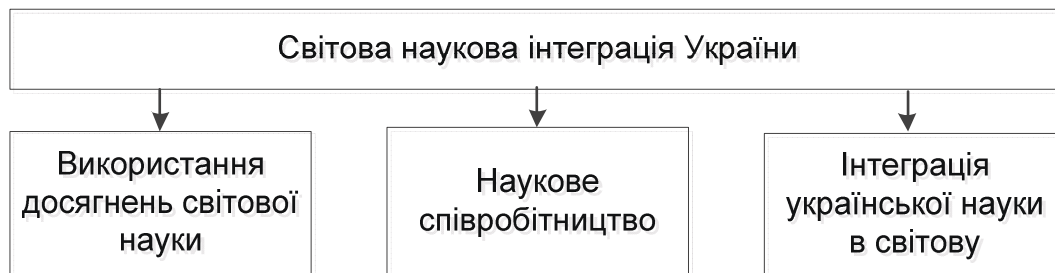 Світова наукова інтеграція України
Використання
досягнень світової
науки
Наукове
співробітництво
Інтеграція
української науки
в світову